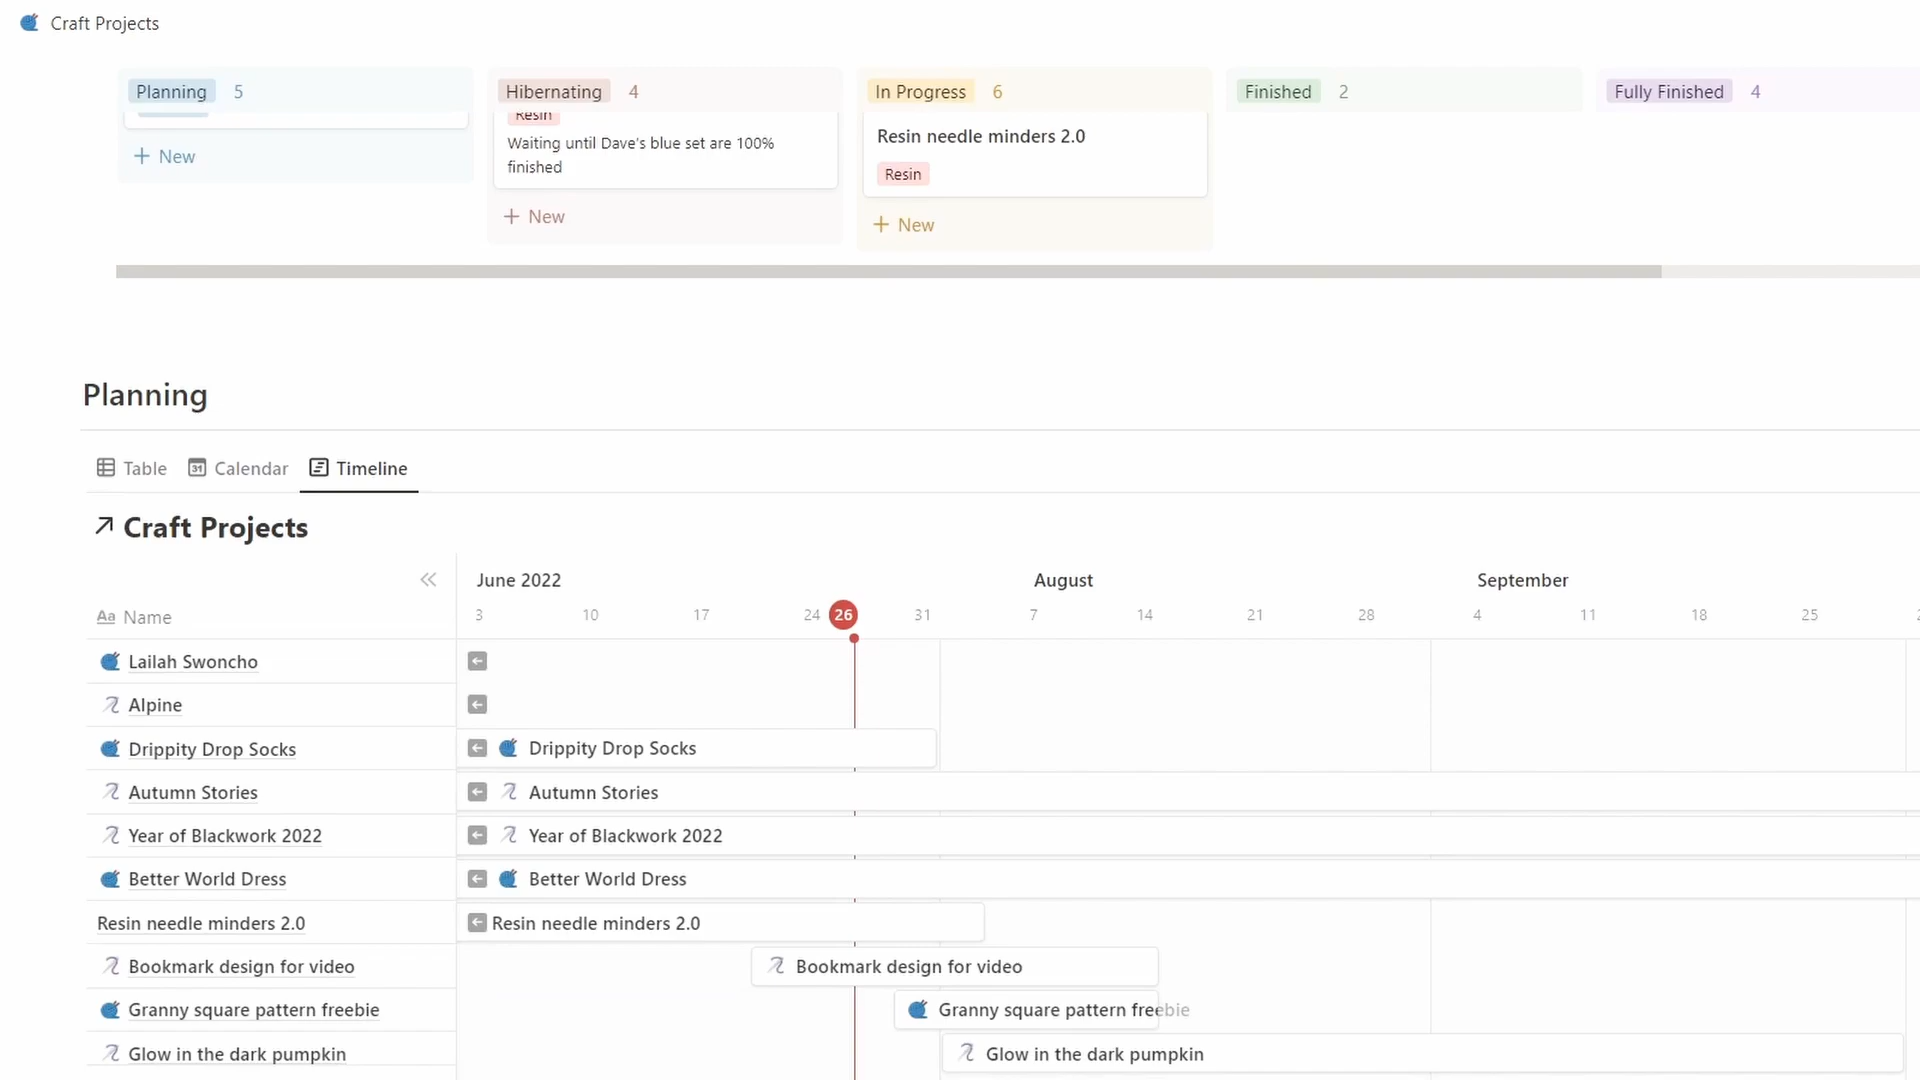 Craft Projects
Planning 5
Hibernating 4
In Progress 6
Finished 2
Fully Finished 4
Resin
Waiting until Dave's blue set are 100%
finished
Resin needle minders 2.0
Resin
+ New
+ New
+ New
Planning
Table
31 Calendar
Timeline
Craft Projects
June 2022 August September
Aa Name
3 10 17 24 26 31 7 14 21 28 4 11 18 25
Lailah Swoncho
Alpine
Drippity Drop Socks Drippity Drop Socks
Autumn Stories Autumn Stories
Year of Blackwork 2022 Year of Blackwork 2022
Better World Dress Better World Dress
Resin needle minders 2.0 Resin needle minders 2.0
Bookmark design for video Bookmark design for video
Granny square pattern freebie Granny square pattern freebie
Glow in the dark pumpkin Glow in the dark pumpkin